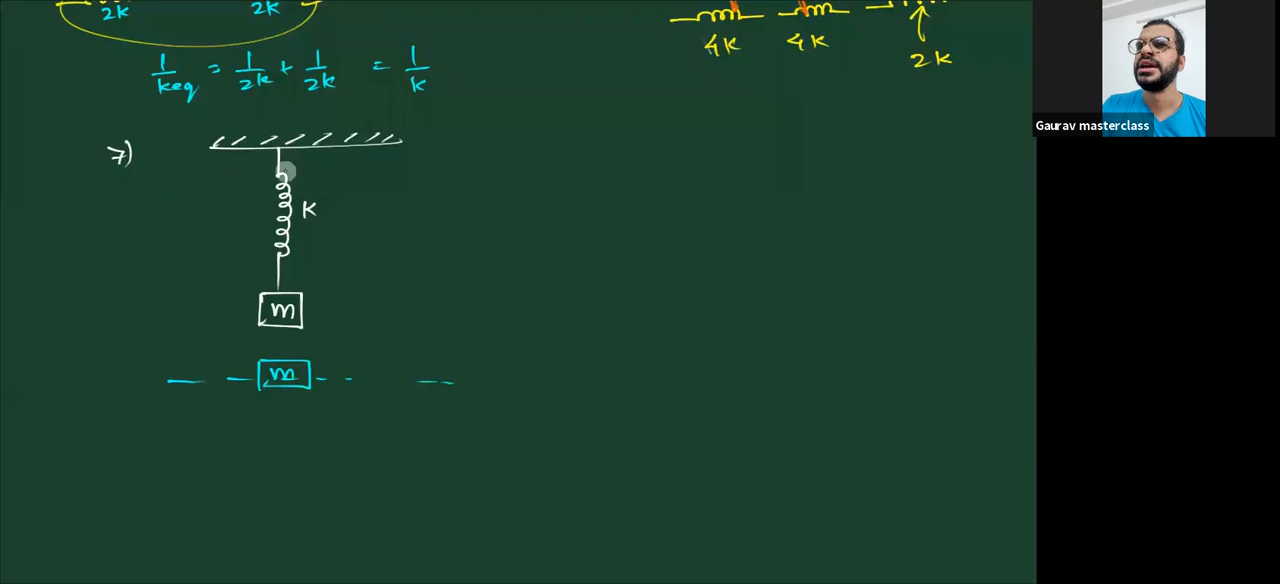 2k 2k
4k 4k
2k
1/keq = 1/2k + 1/2k = 1/k
Gaurav masterclass
7)
K
m
m